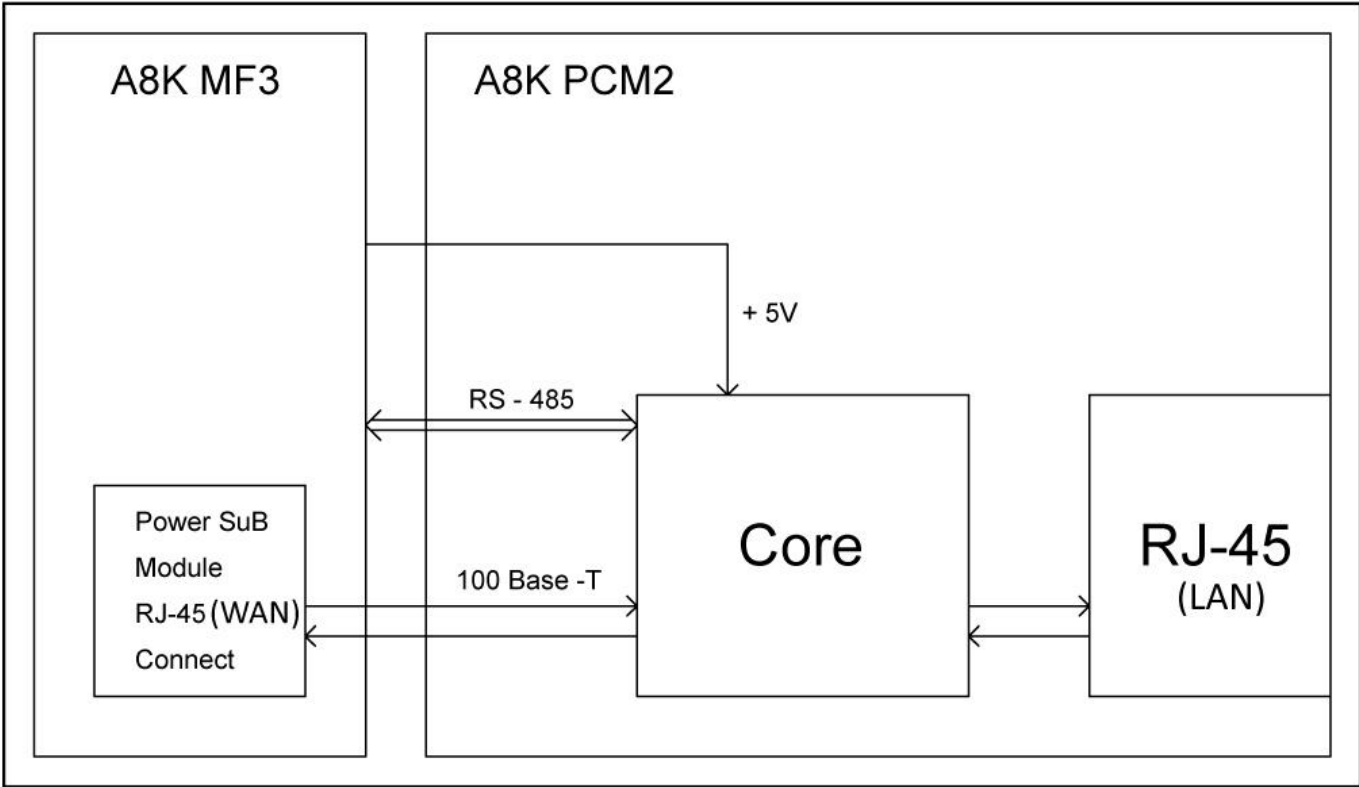 A8K MF3
A8K PCM2
+ 5V
RS - 485
Power SuB
Module
RJ-45 (WAN)
Connect
100 Base -T
Core
RJ-45
(LAN)